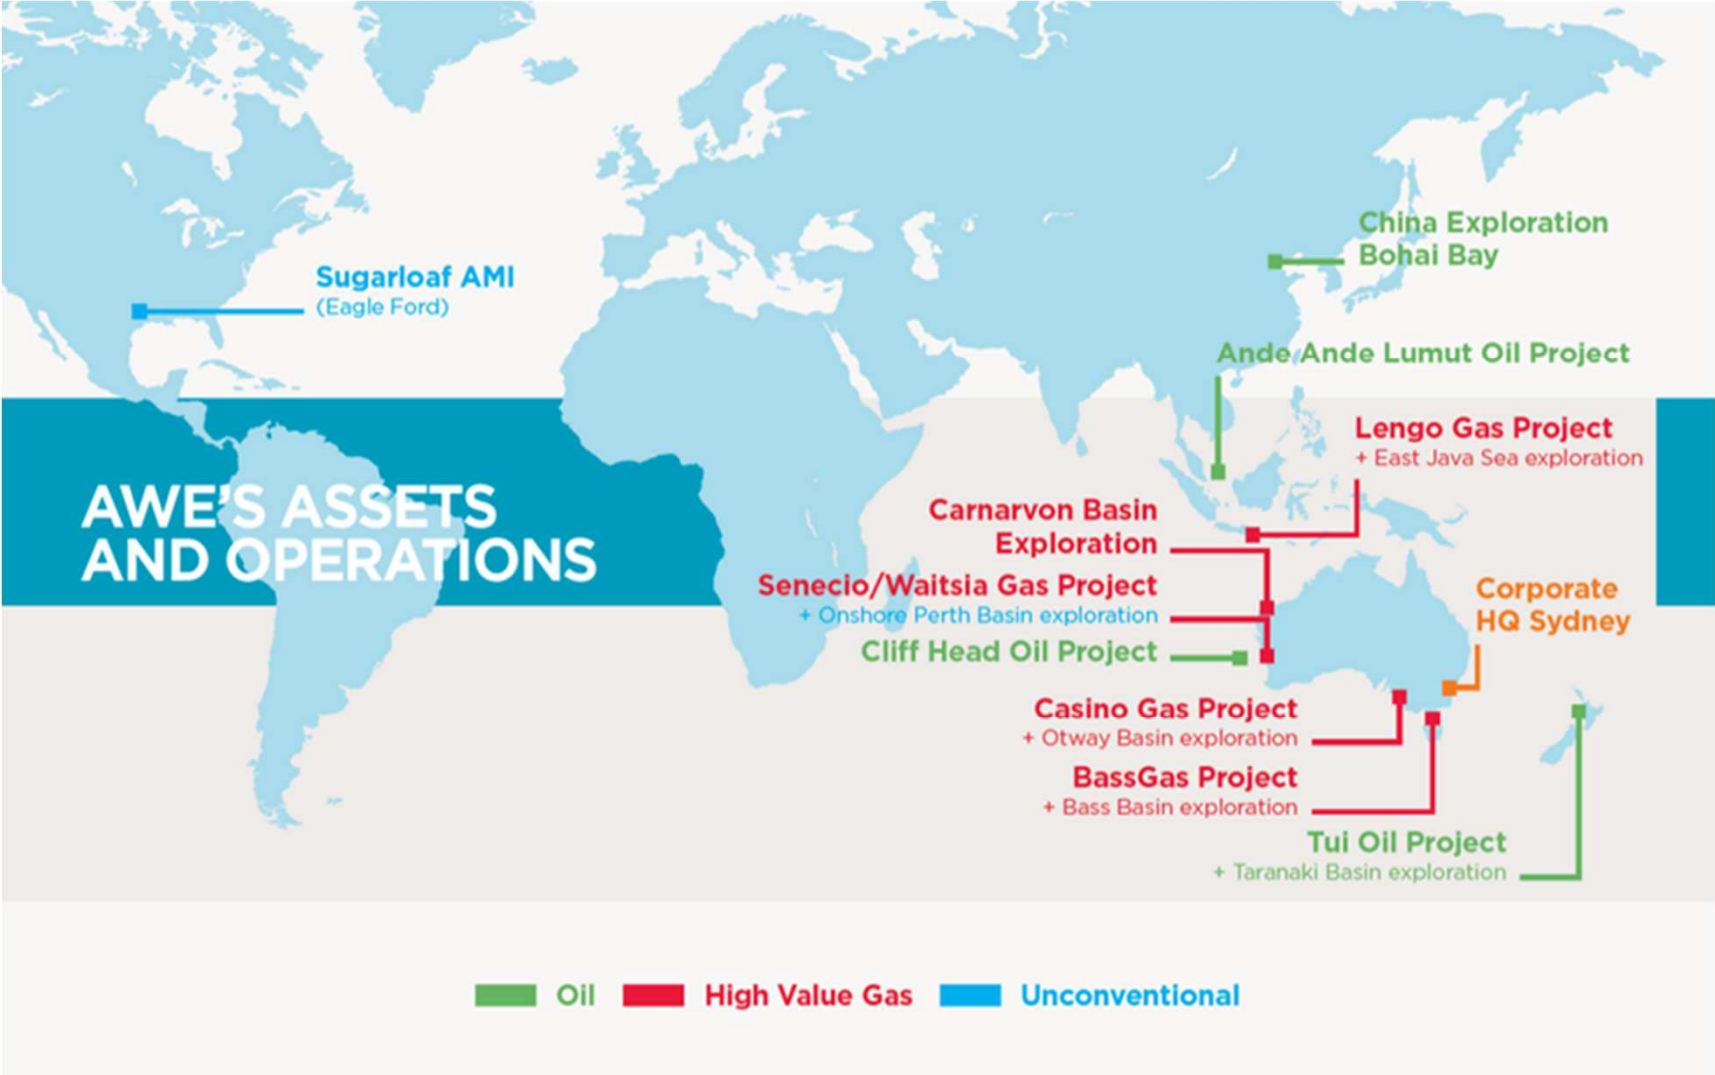 China Exploration
Bohai Bay
Sugarloaf AMI
(Eagle Ford)
Ande Ande Lumut Oil Project
Lengo Gas Project
+ East Java Sea exploration
AWE'S ASSETS
AND OPERATIONS
Carnarvon Basin
Exploration
Senecio/Waitsia Gas Project
+ Onshore Perth Basin exploration
Cliff Head Oil Project
Corporate
HQ Sydney
Casino Gas Project
+ Otway Basin exploration
BassGas Project
+ Bass Basin exploration
Tui Oil Project
+ Taranaki Basin exploration
Oil
High Value Gas
Unconventional